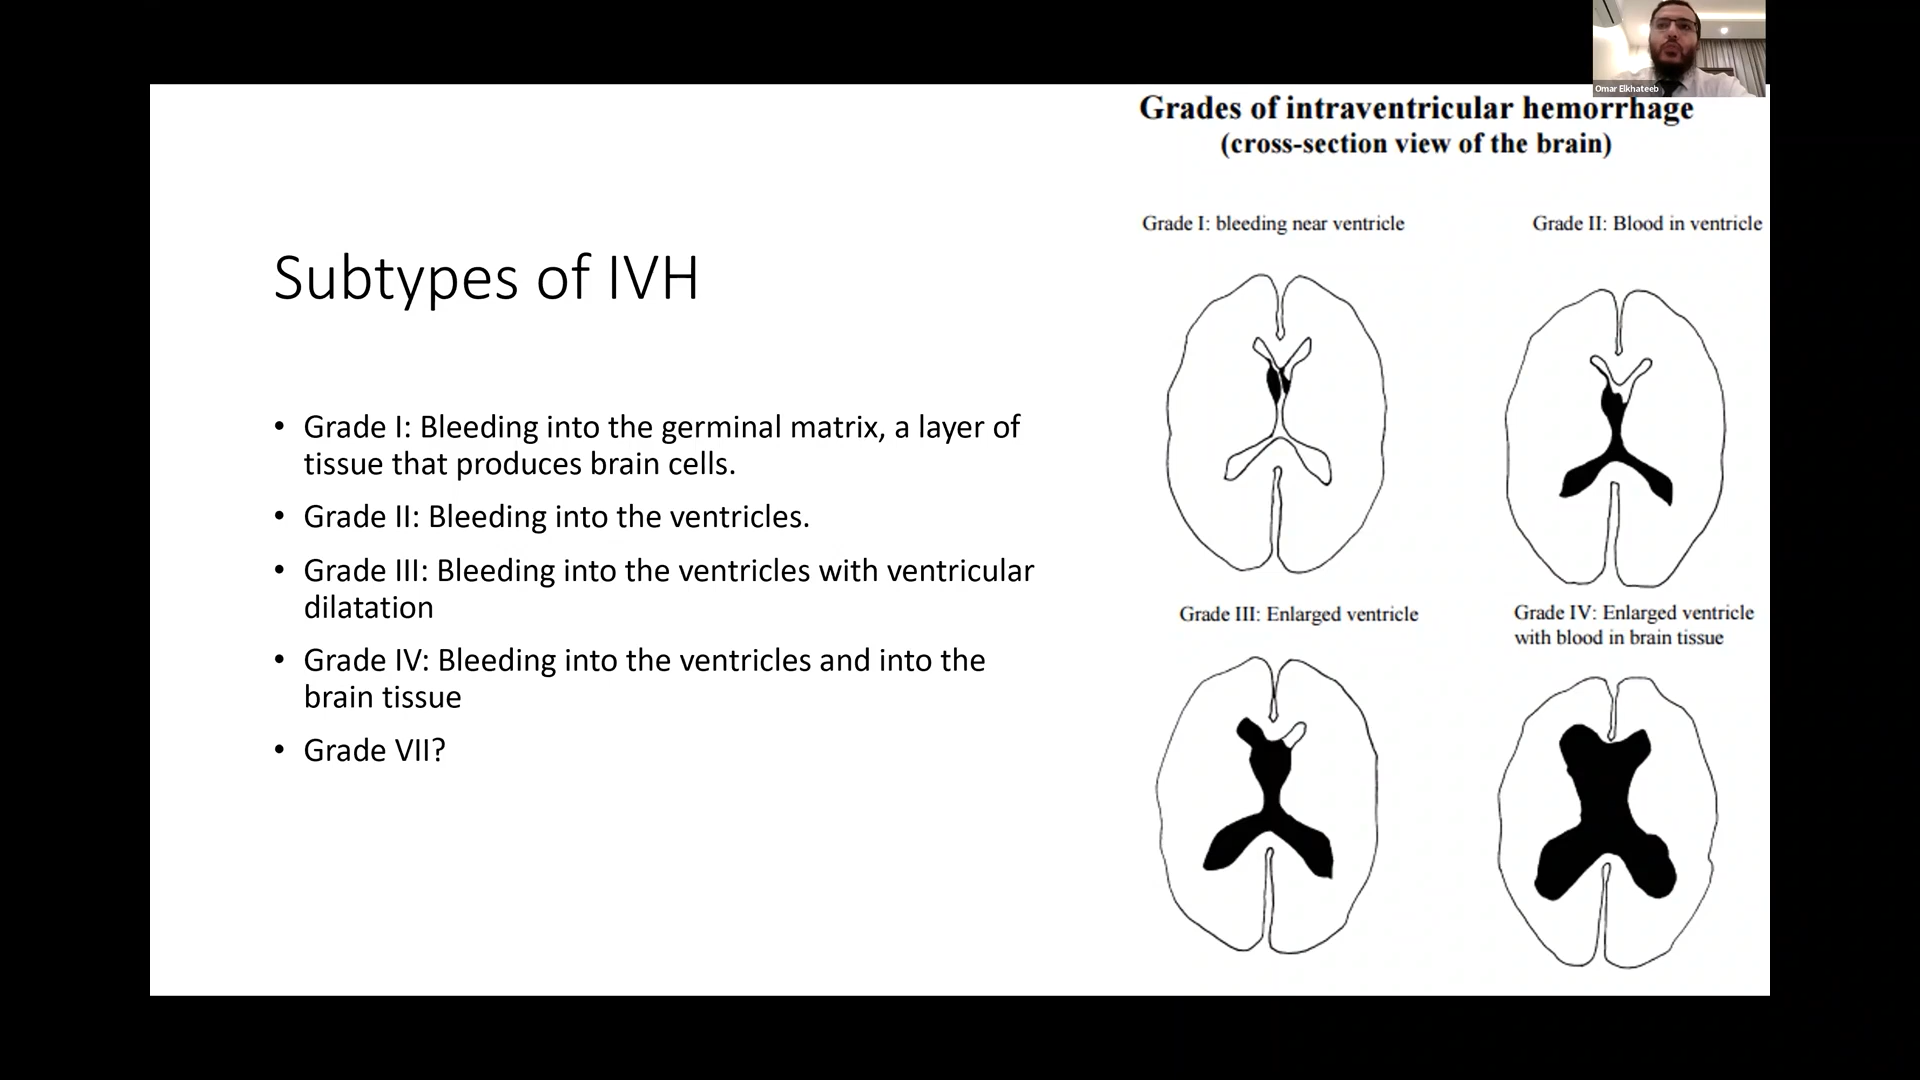 Omar Elkhateeb
Grades of intraventricular hemorrhage
(cross-section view of the brain)
Grade I: bleeding near ventricle
Grade II: Blood in ventricle
Subtypes of IVH
• Grade I: Bleeding into the germinal matrix, a layer of
tissue that produces brain cells.
• Grade II: Bleeding into the ventricles.
• Grade III: Bleeding into the ventricles with ventricular
dilatation
• Grade IV: Bleeding into the ventricles and into the
brain tissue
• Grade VII?
Grade III: Enlarged ventricle
Grade IV: Enlarged ventricle
with blood in brain tissue